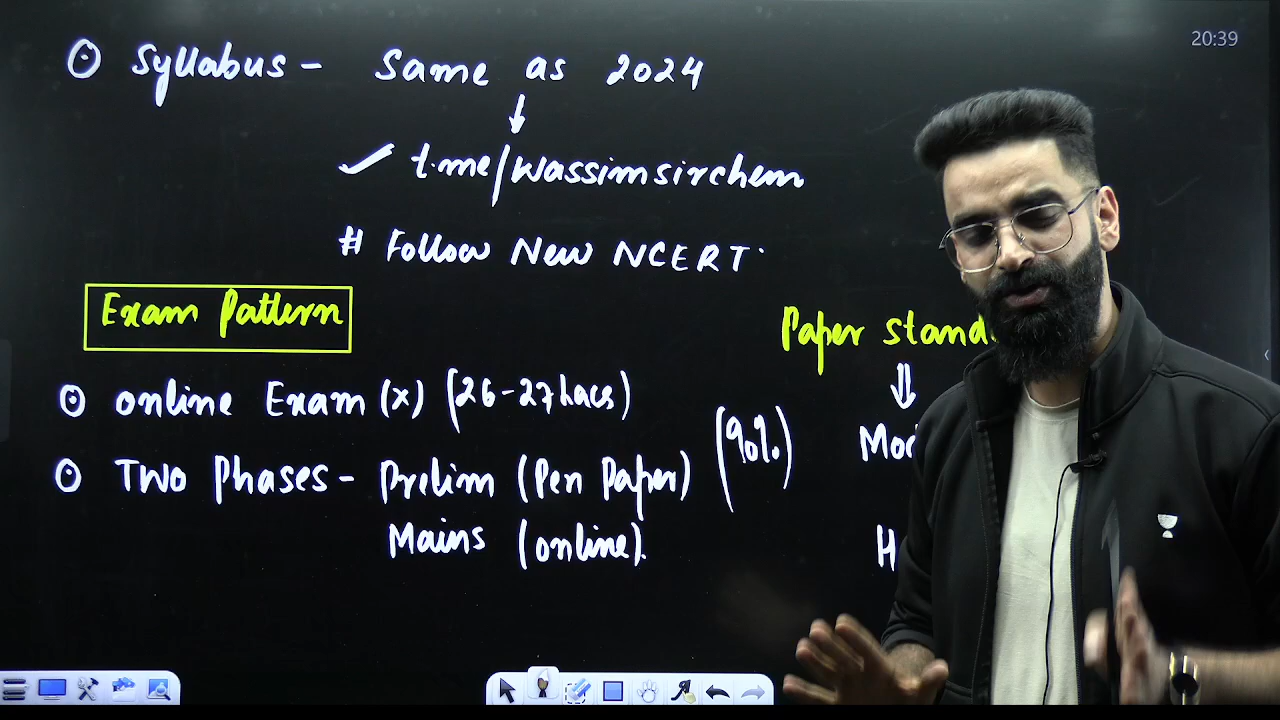 20:39
Syllabus - Same as 2024
t.me/wassimsirchem
# Follow New NCERT.
Exam Pattern
Paper stand
online Exam (x) (26-27 lacs)
Two Phases - Prelim (Pen Paper) (90%)
Mod
Mains (online).
H